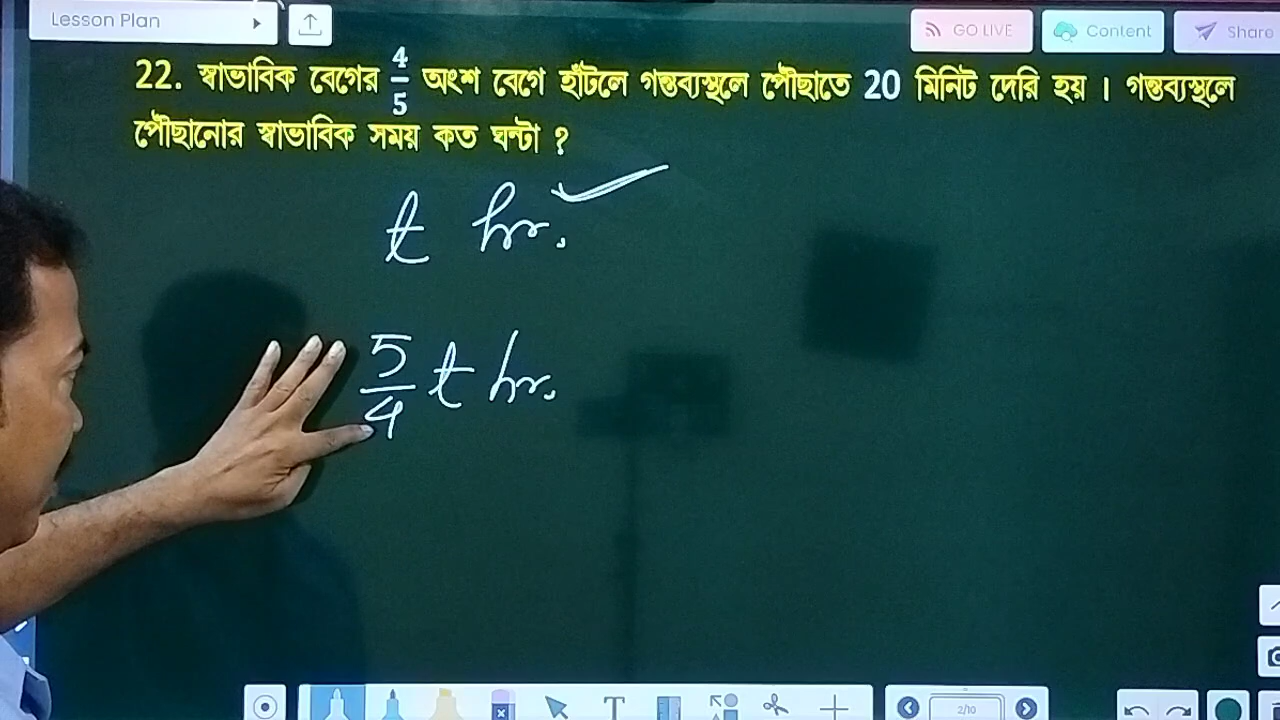 Lesson Plan
GO LIVE
Content
Share
22. স্বাভাবিক বেগের 4/5 অংশ বেগে হাঁটলে গন্তব্যস্থলে পৌঁছাতে 20 মিনিট দেরি হয় । গন্তব্যস্থলে
পৌঁছানোর স্বাভাবিক সময় কত ঘন্টা ?
t hr.
5/4 t hr.
T
2/10